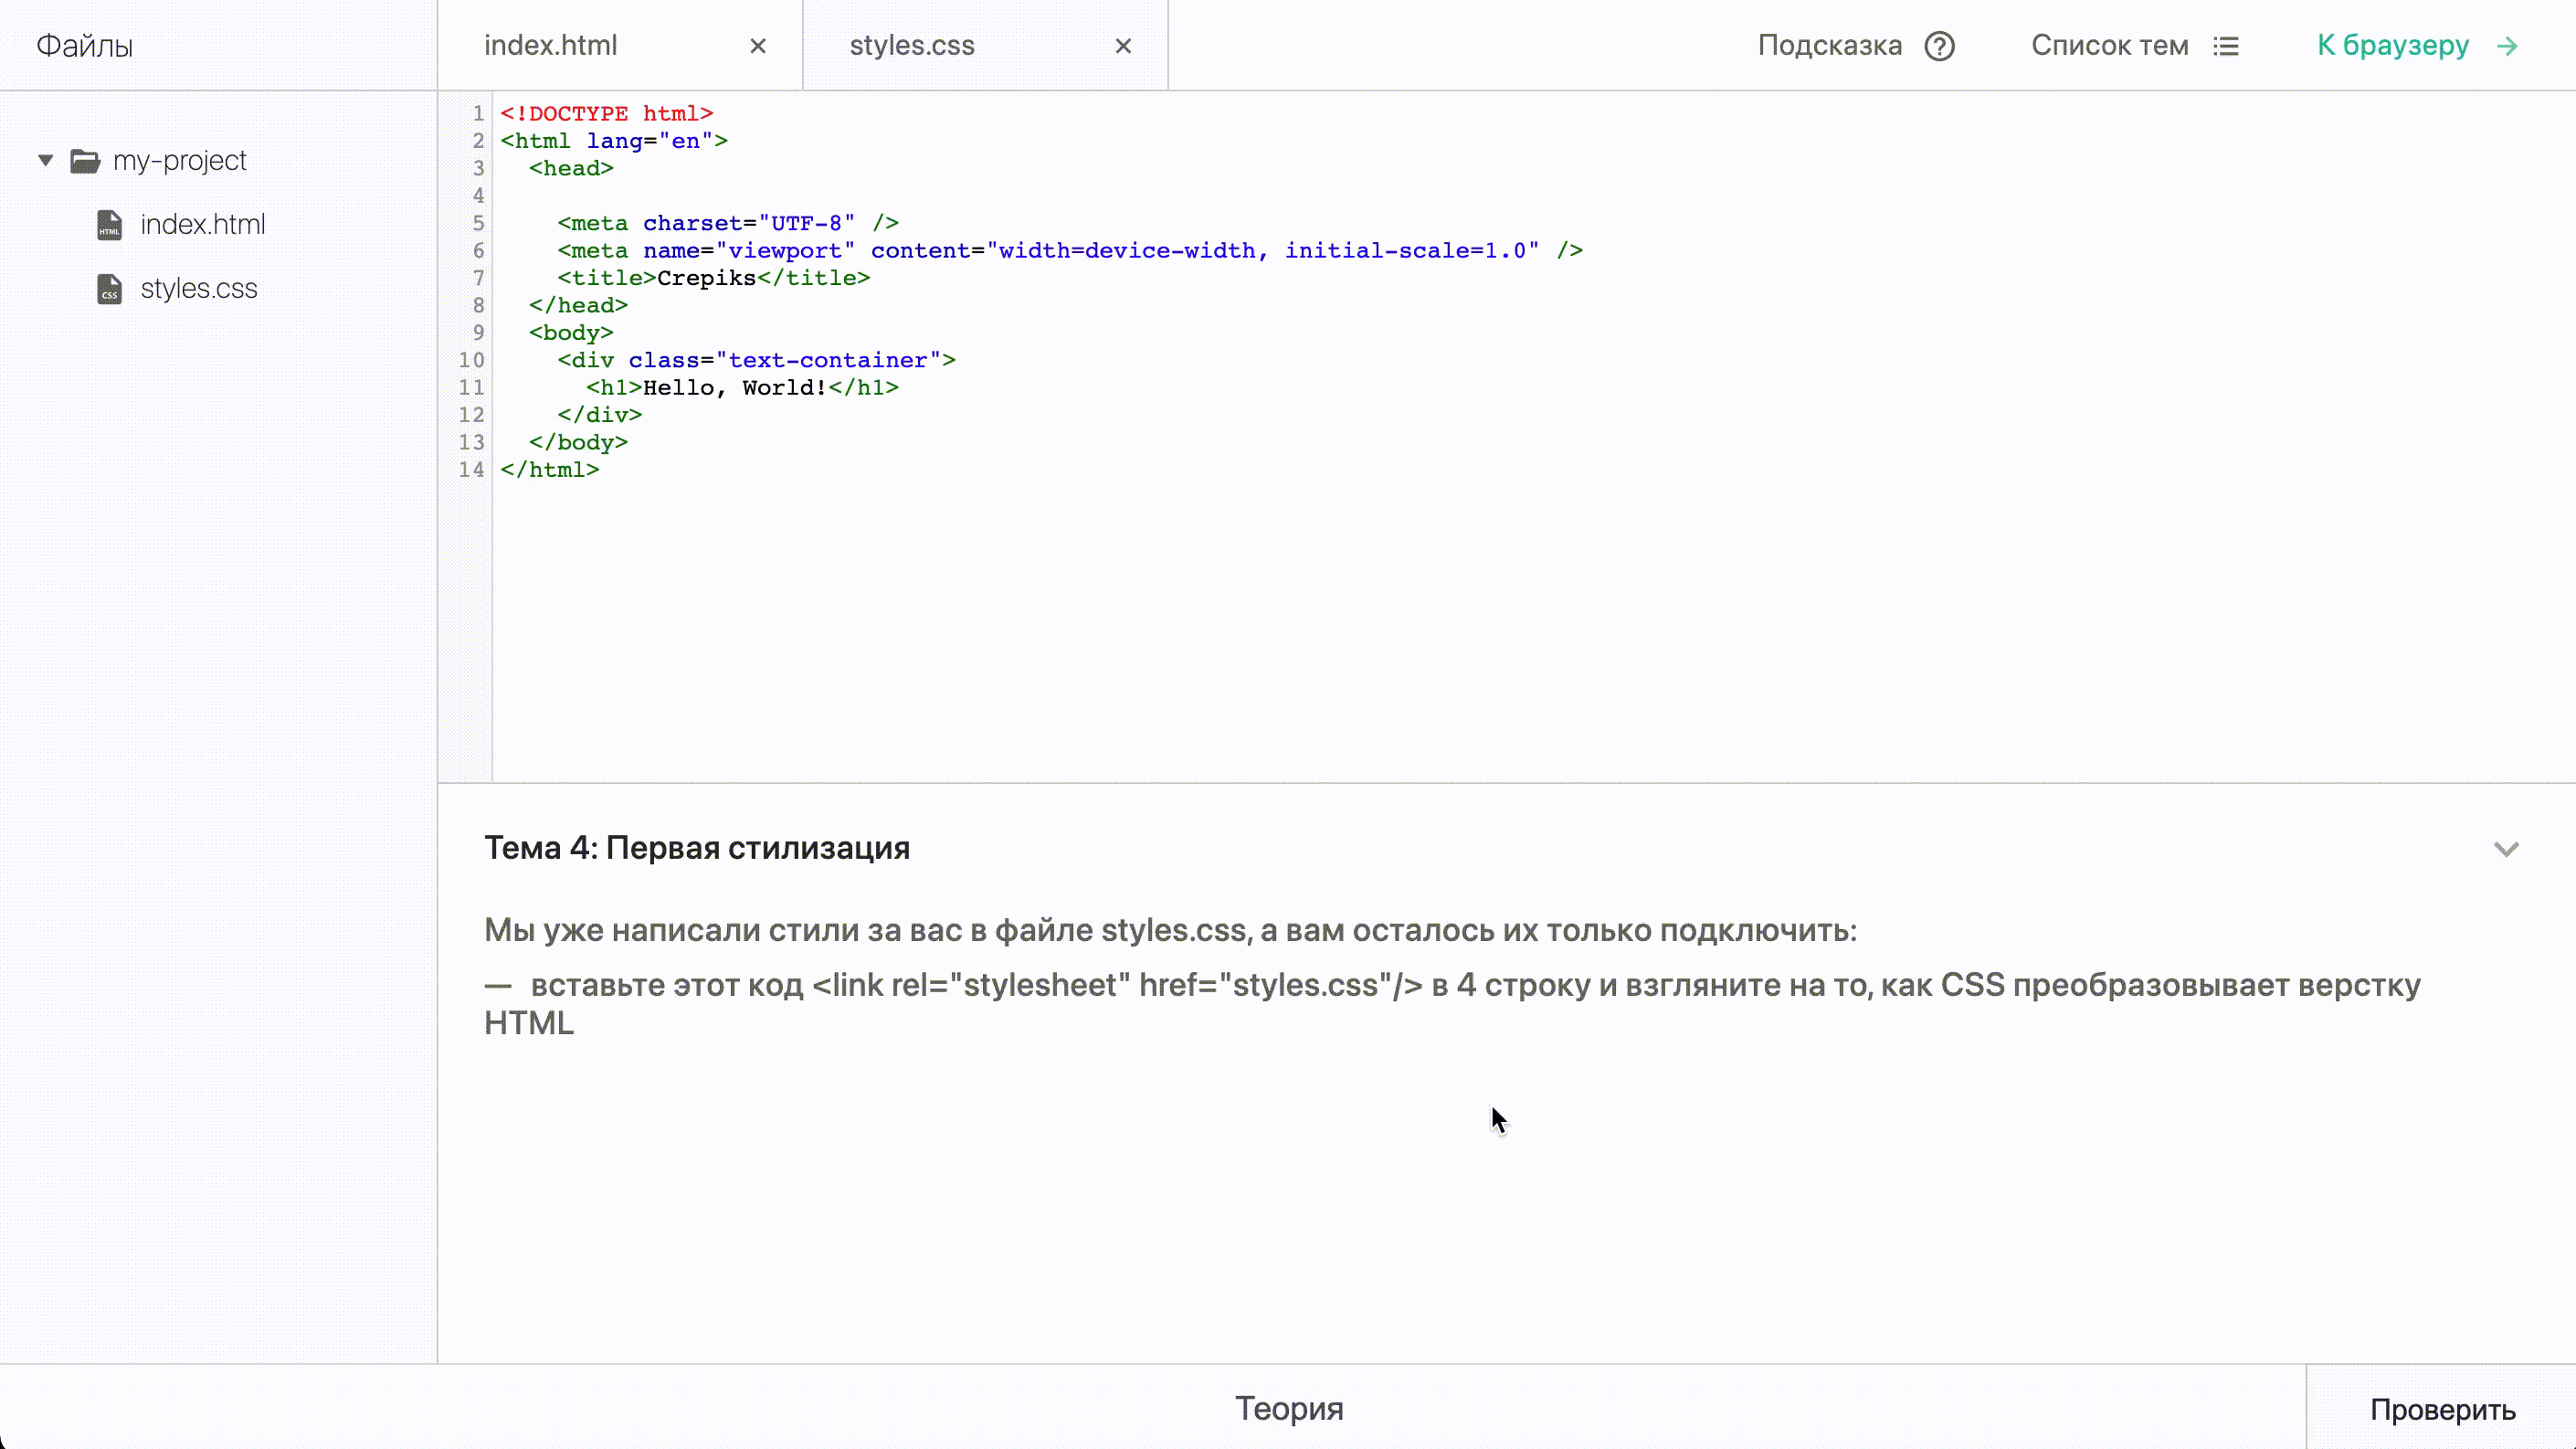 Файлы
index.html
styles.css
Подсказка
Список тем
К браузеру
my-project
index.html
styles.css
1 <!DOCTYPE html>
2 <html lang="en">
3   <head>
4
5     <meta charset="UTF-8" />
6     <meta name="viewport" content="width=device-width, initial-scale=1.0" />
7     <title>Crepiks</title>
8   </head>
9   <body>
10     <div class="text-container">
11       <h1>Hello, World!</h1>
12     </div>
13   </body>
14 </html>
Тема 4: Первая стилизация
Мы уже написали стили за вас в файле styles.css, а вам осталось их только подключить:
— вставьте этот код <link rel="stylesheet" href="styles.css"/> в 4 строку и взгляните на то, как CSS преобразовывает верстку
HTML
Теория
Проверить